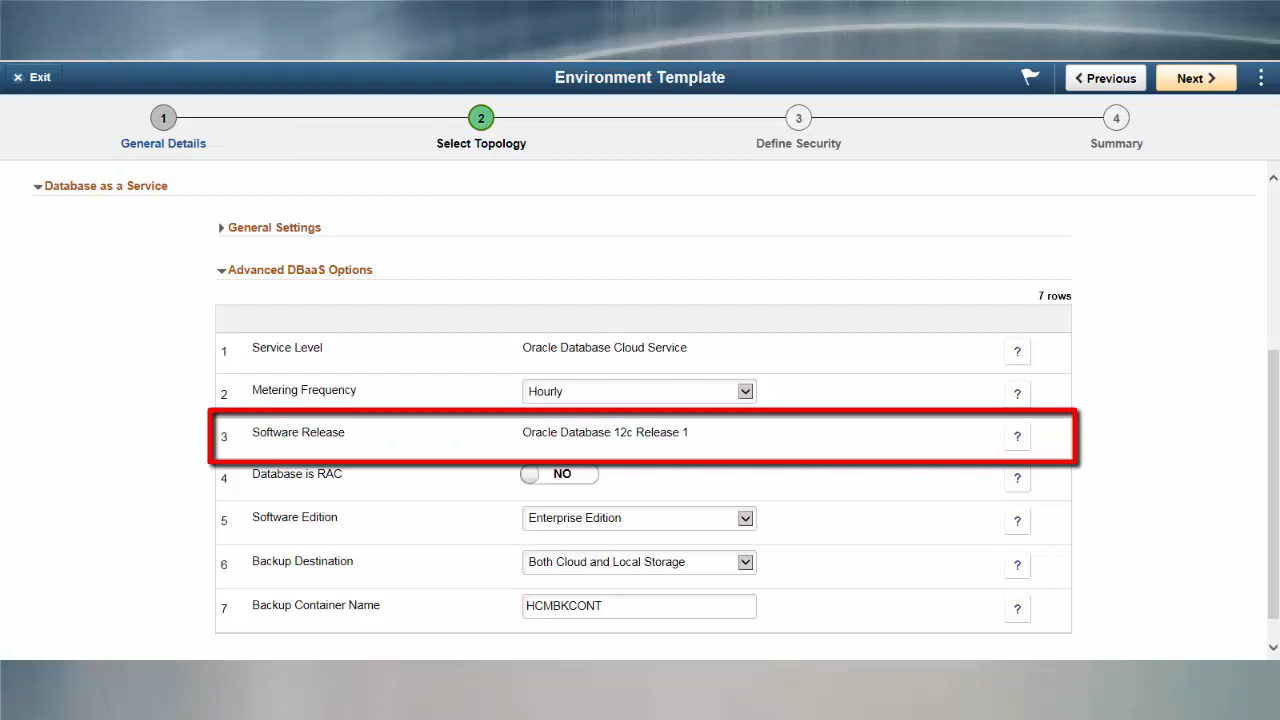 × Exit
Environment Template
Previous
Next
1
2
3
4
General Details
Select Topology
Define Security
Summary
Database as a Service
General Settings
Advanced DBaaS Options
7 rows
1 Service Level Oracle Database Cloud Service ?
2 Metering Frequency Hourly ?
3 Software Release Oracle Database 12c Release 1 ?
4 Database is RAC NO ?
5 Software Edition Enterprise Edition ?
6 Backup Destination Both Cloud and Local Storage ?
7 Backup Container Name HCMBKCONT ?